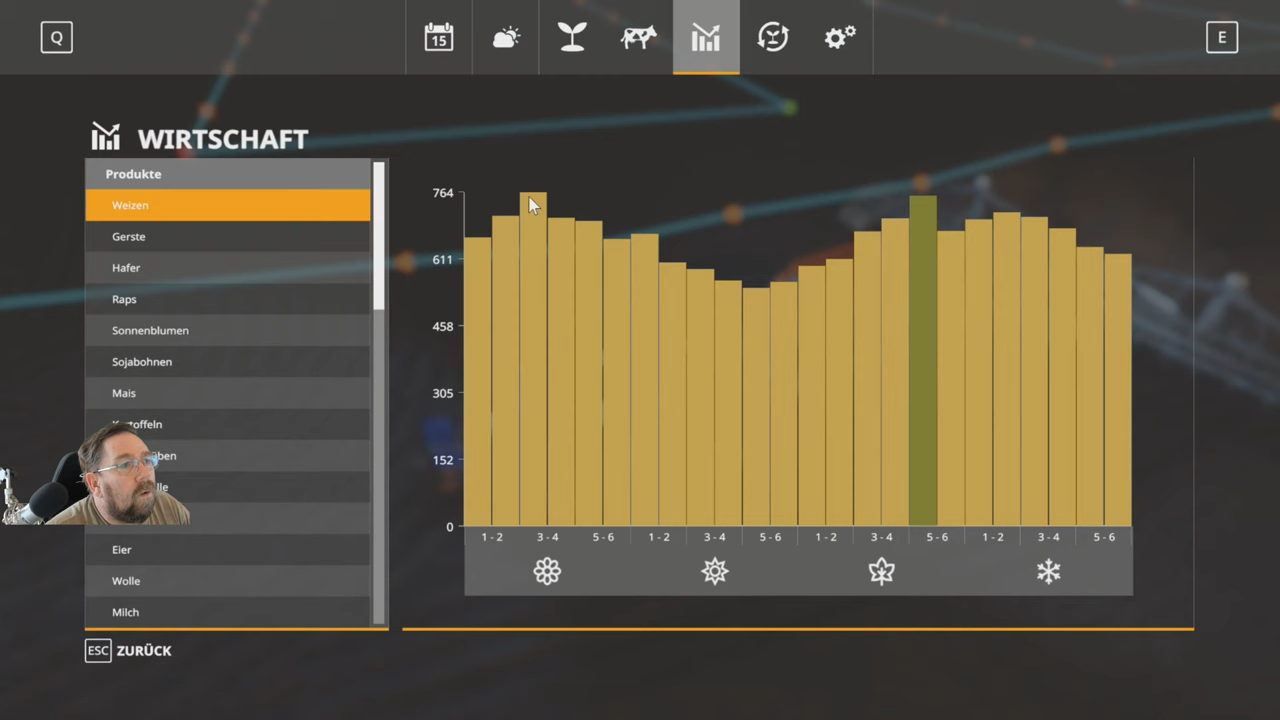 Q
15
E
WIRTSCHAFT
Produkte
Weizen
Gerste
Hafer
Raps
Sonnenblumen
Sojabohnen
Mais
Eier
Wolle
Milch
764
611
458
305
152
0
1 - 2 3 - 4 5 - 6 1 - 2 3 - 4 5 - 6 1 - 2 3 - 4 5 - 6 1 - 2 3 - 4 5 - 6
ESC ZURÜCK